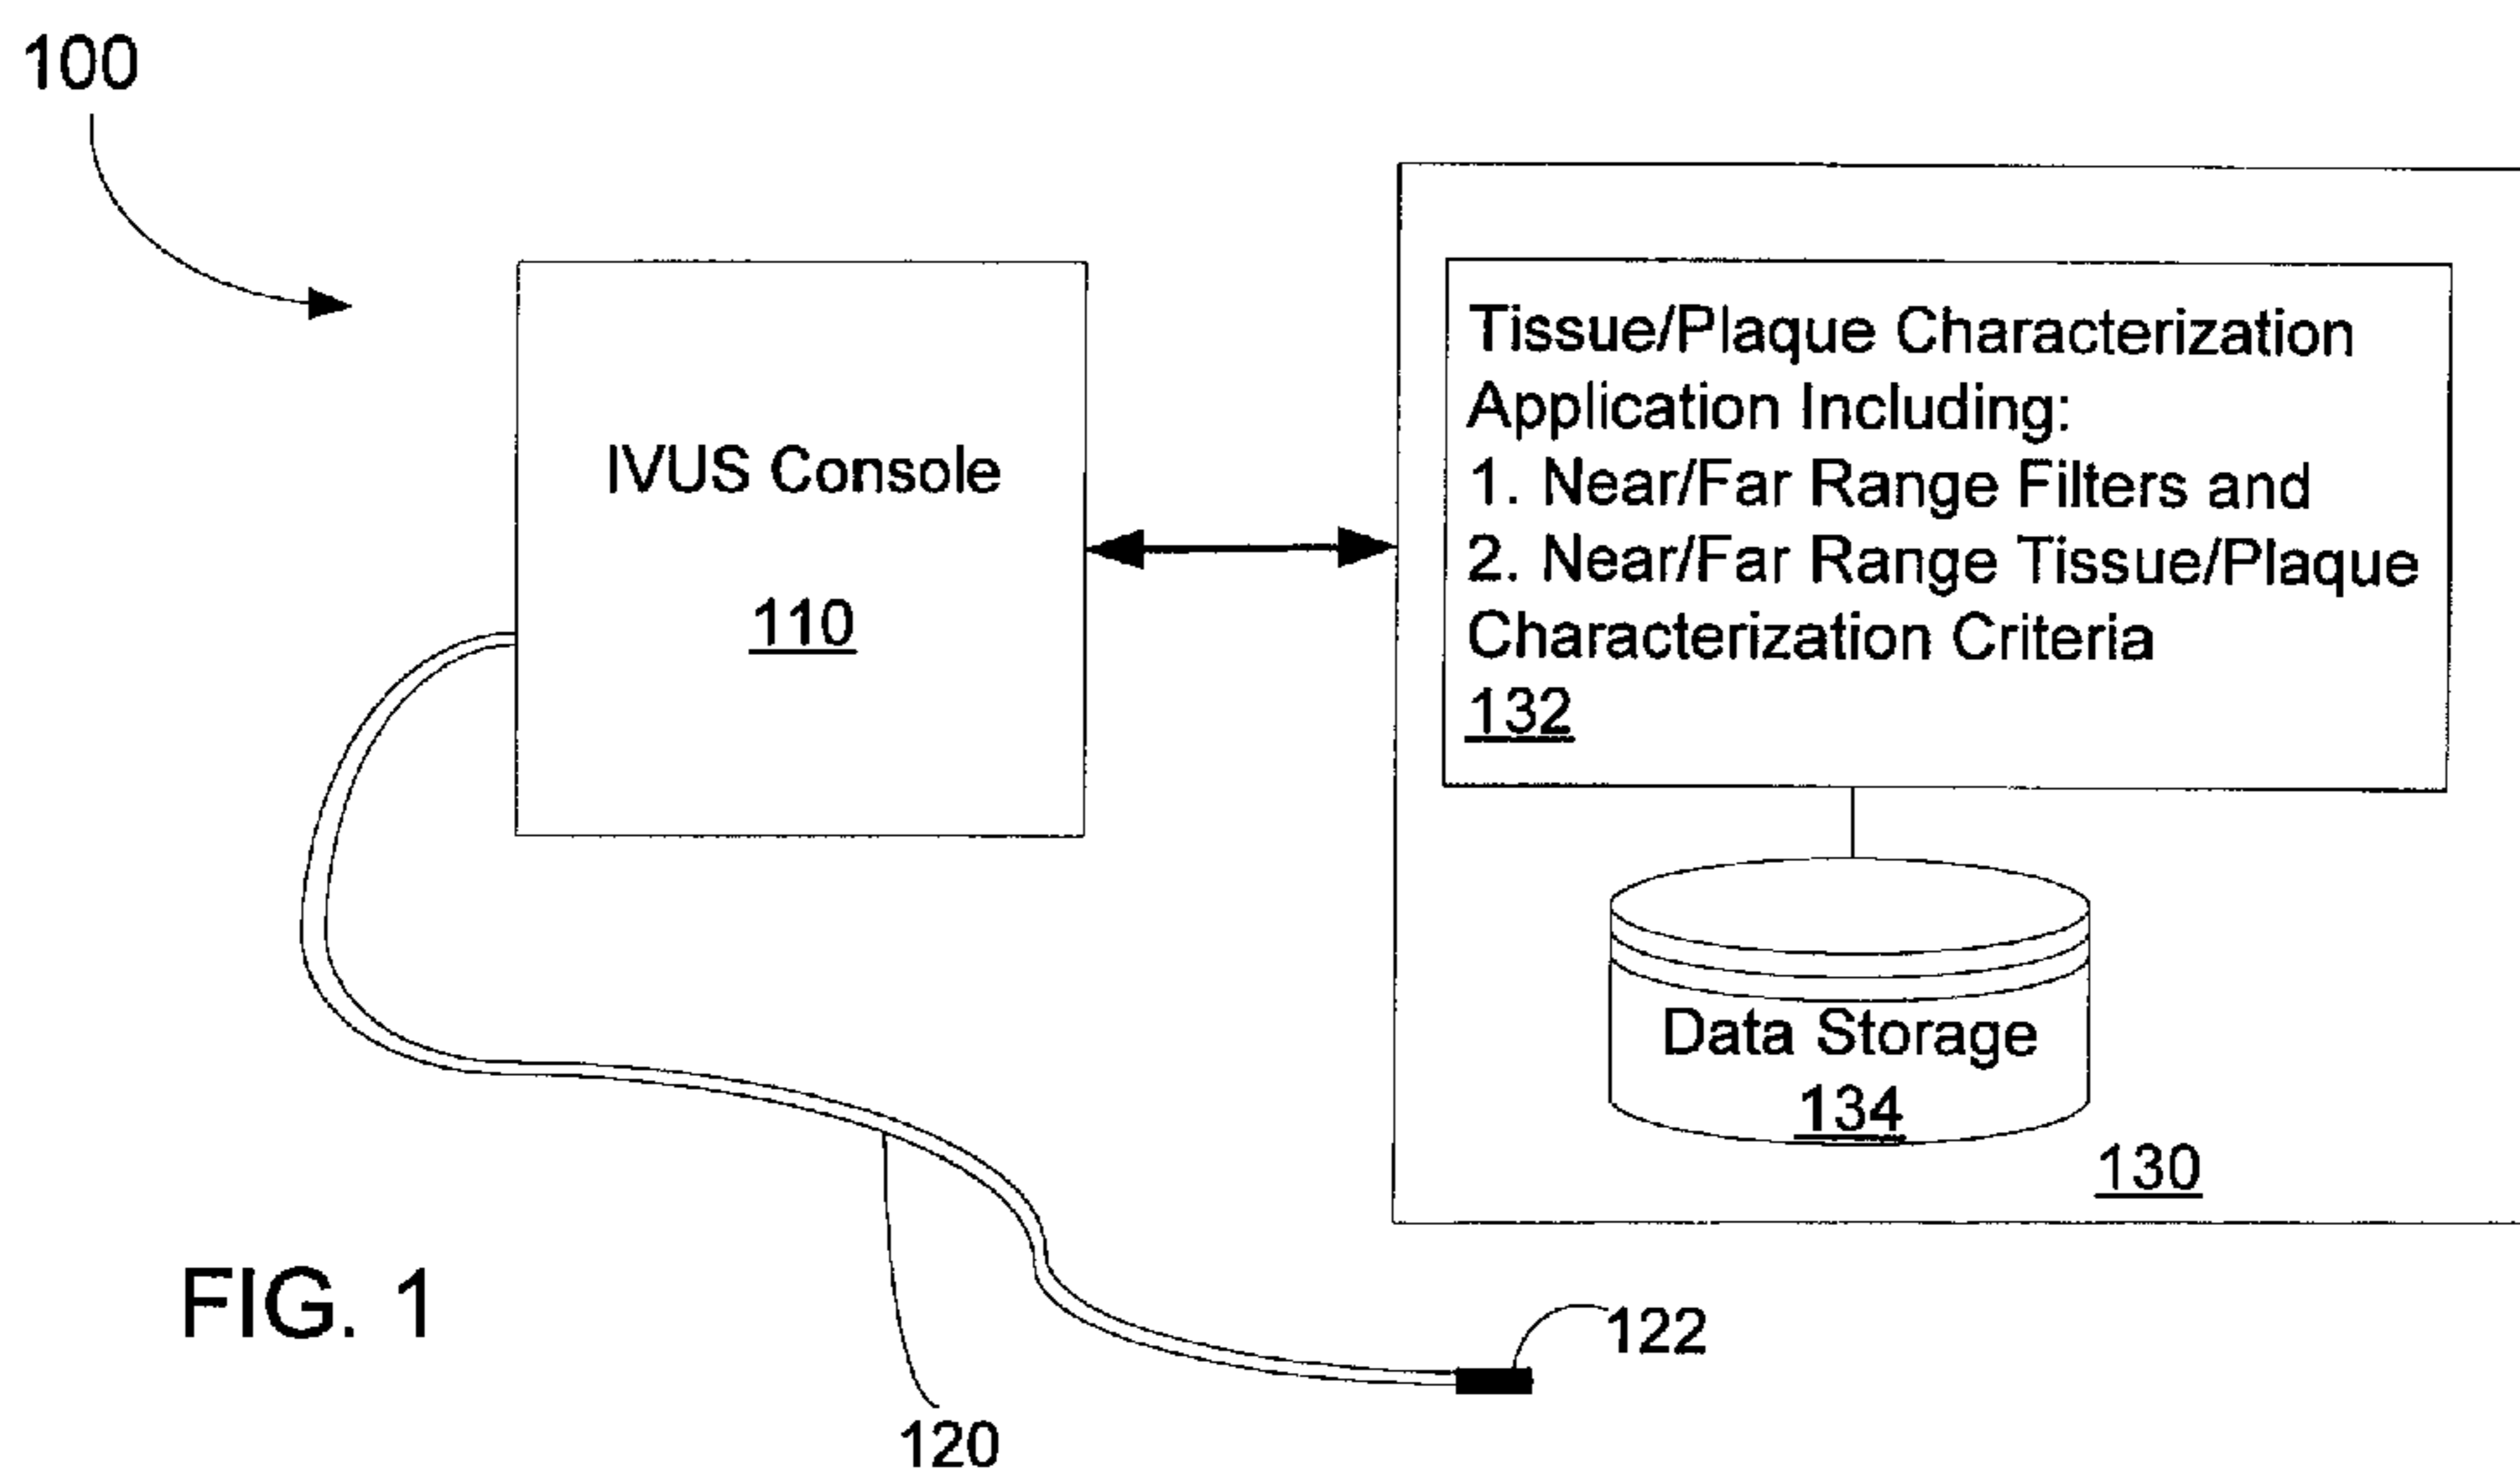 100
IVUS Console
110
Tissue/Plaque Characterization
Application Including:
1. Near/Far Range Filters and
2. Near/Far Range Tissue/Plaque
Characterization Criteria
132
Data Storage
134
130
FIG. 1
122
120